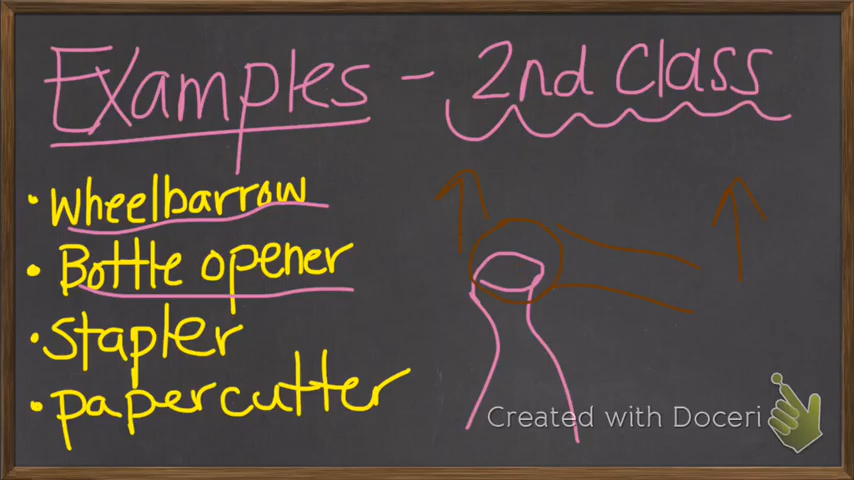 Examples - 2nd Class
• wheelbarrow
• Bottle opener
• stapler
• papercutter
Created with Doceri